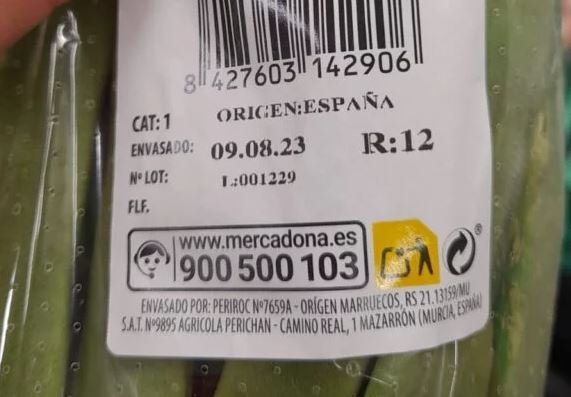 8 427603 142906
ORIGEN:ESPAÑA
CAT: 1
ENVASADO: 09.08.23 R:12
Nº LOT: L:001229
FLF.
www.mercadona.es
900 500 103
ENVASADO POR: PERIROC Nº7659A - ORÍGEN MARRUECOS, RS 21.13159/MU
S.A.T. Nº9895 AGRICOLA PERICHAN - CAMINO REAL, 1 MAZARRÓN (MURCIA, ESPAÑA)